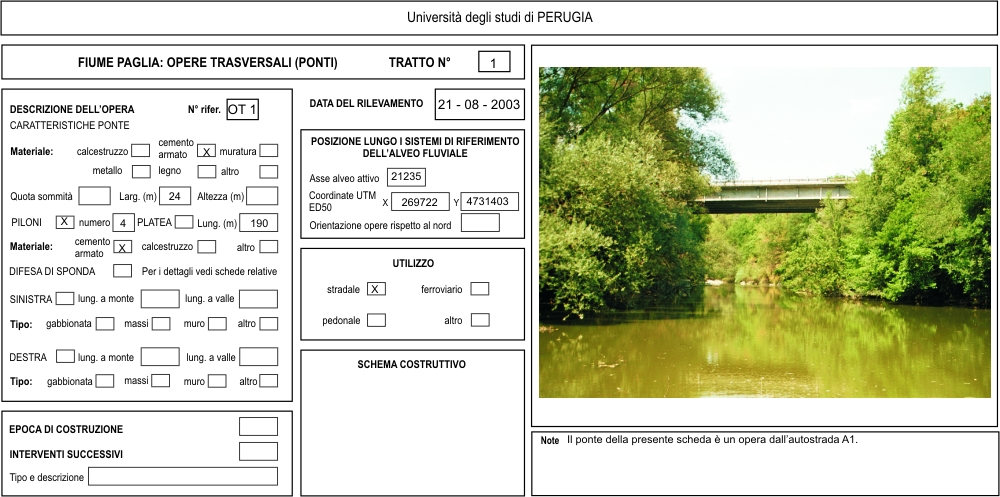 Università degli studi di PERUGIA
FIUME PAGLIA: OPERE TRASVERSALI (PONTI) TRATTO N° 1
DESCRIZIONE DELL'OPERA N° rifer. OT 1
CARATTERISTICHE PONTE
Materiale: calcestruzzo cemento armato X muratura
metallo legno altro
Quota sommità Larg. (m) 24 Altezza (m)
PILONI X numero 4 PLATEA Lung. (m) 190
Materiale: cemento armato X calcestruzzo altro
DIFESA DI SPONDA Per i dettagli vedi schede relative
SINISTRA lung. a monte lung. a valle
Tipo: gabbionata massi muro altro
DESTRA lung. a monte lung. a valle
Tipo: gabbionata massi muro altro
EPOCA DI COSTRUZIONE
INTERVENTI SUCCESSIVI
Tipo e descrizione
DATA DEL RILEVAMENTO 21 - 08 - 2003
POSIZIONE LUNGO I SISTEMI DI RIFERIMENTO
DELL'ALVEO FLUVIALE
Asse alveo attivo 21235
Coordinate UTM
ED50 X 269722 Y 4731403
Orientazione opere rispetto al nord
UTILIZZO
stradale X ferroviario
pedonale altro
SCHEMA COSTRUTTIVO
Note Il ponte della presente scheda è un opera dall'autostrada A1.